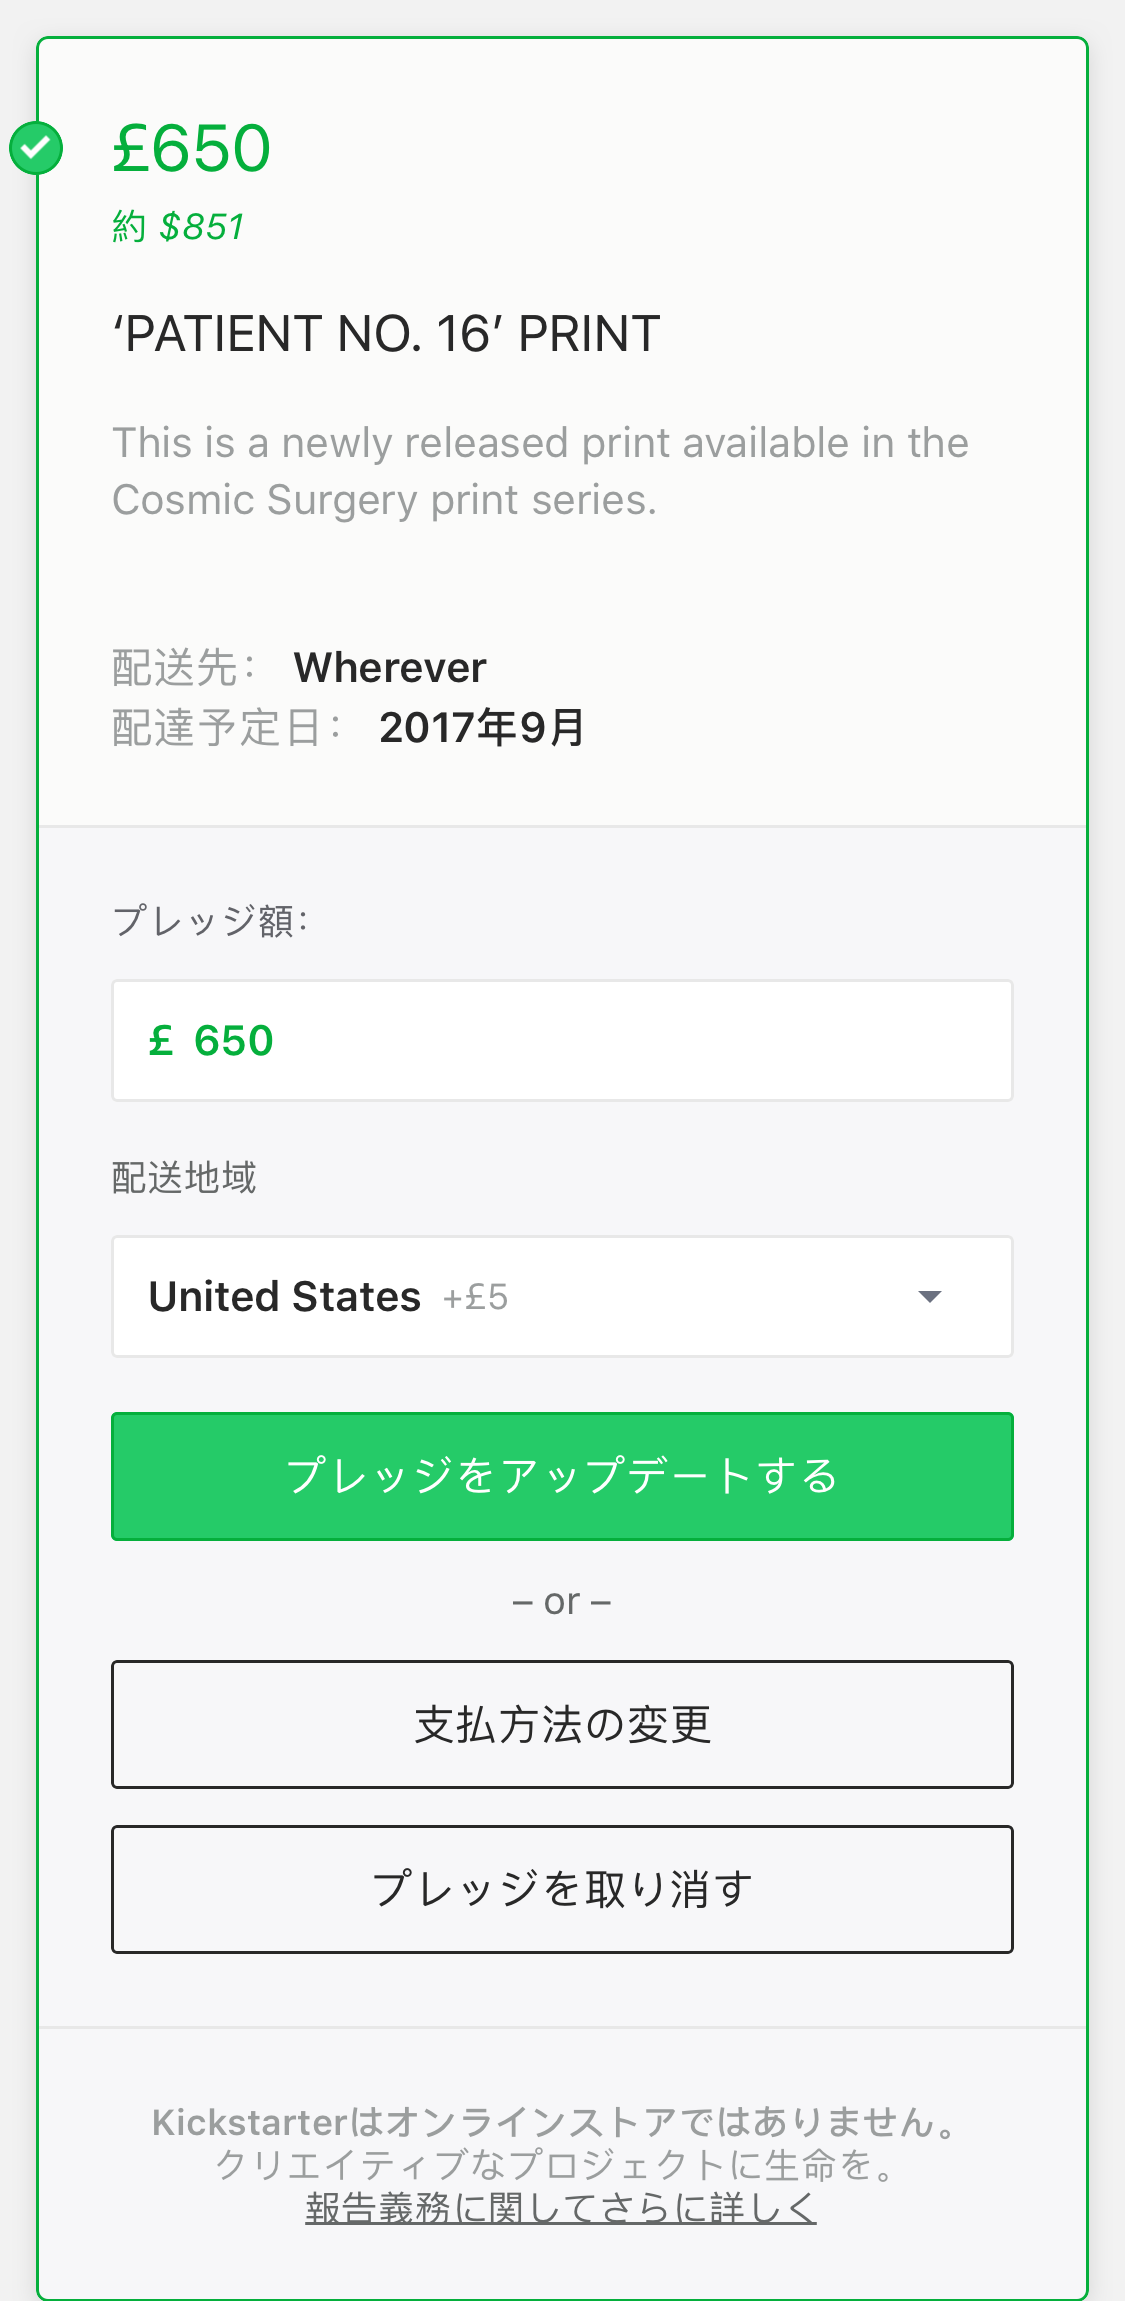 £650
約 $851
‘PATIENT NO. 16’ PRINT
This is a newly released print available in the
Cosmic Surgery print series.
配送先： Wherever
配達予定日： 2017年9月
プレッジ額：
£ 650
配送地域
United States +£5
プレッジをアップデートする
– or –
支払方法の変更
プレッジを取り消す
Kickstarterはオンラインストアではありません。
クリエイティブなプロジェクトに生命を。
報告義務に関してさらに詳しく